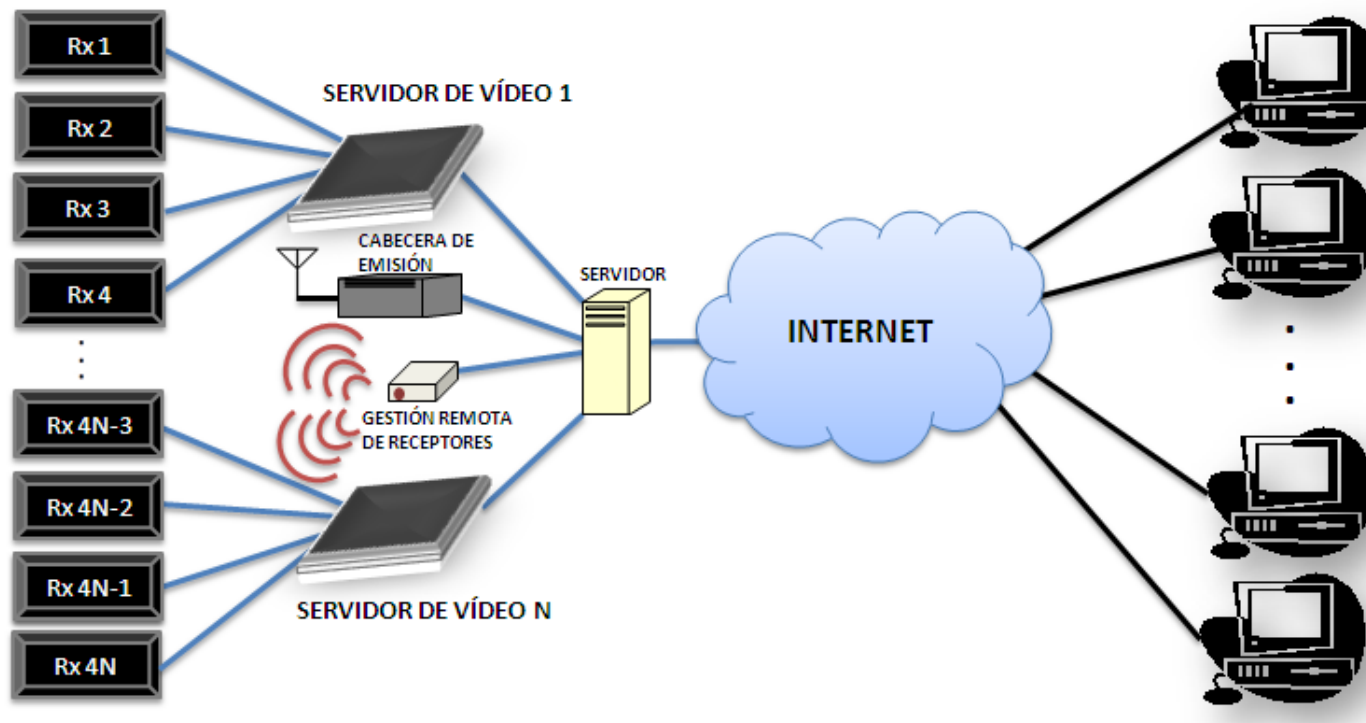 Rx 1
Rx 2
Rx 3
Rx 4
Rx 4N-3
Rx 4N-2
Rx 4N-1
Rx 4N
SERVIDOR DE VÍDEO 1
CABECERA DE
EMISIÓN
GESTIÓN REMOTA
DE RECEPTORES
SERVIDOR DE VÍDEO N
SERVIDOR
INTERNET